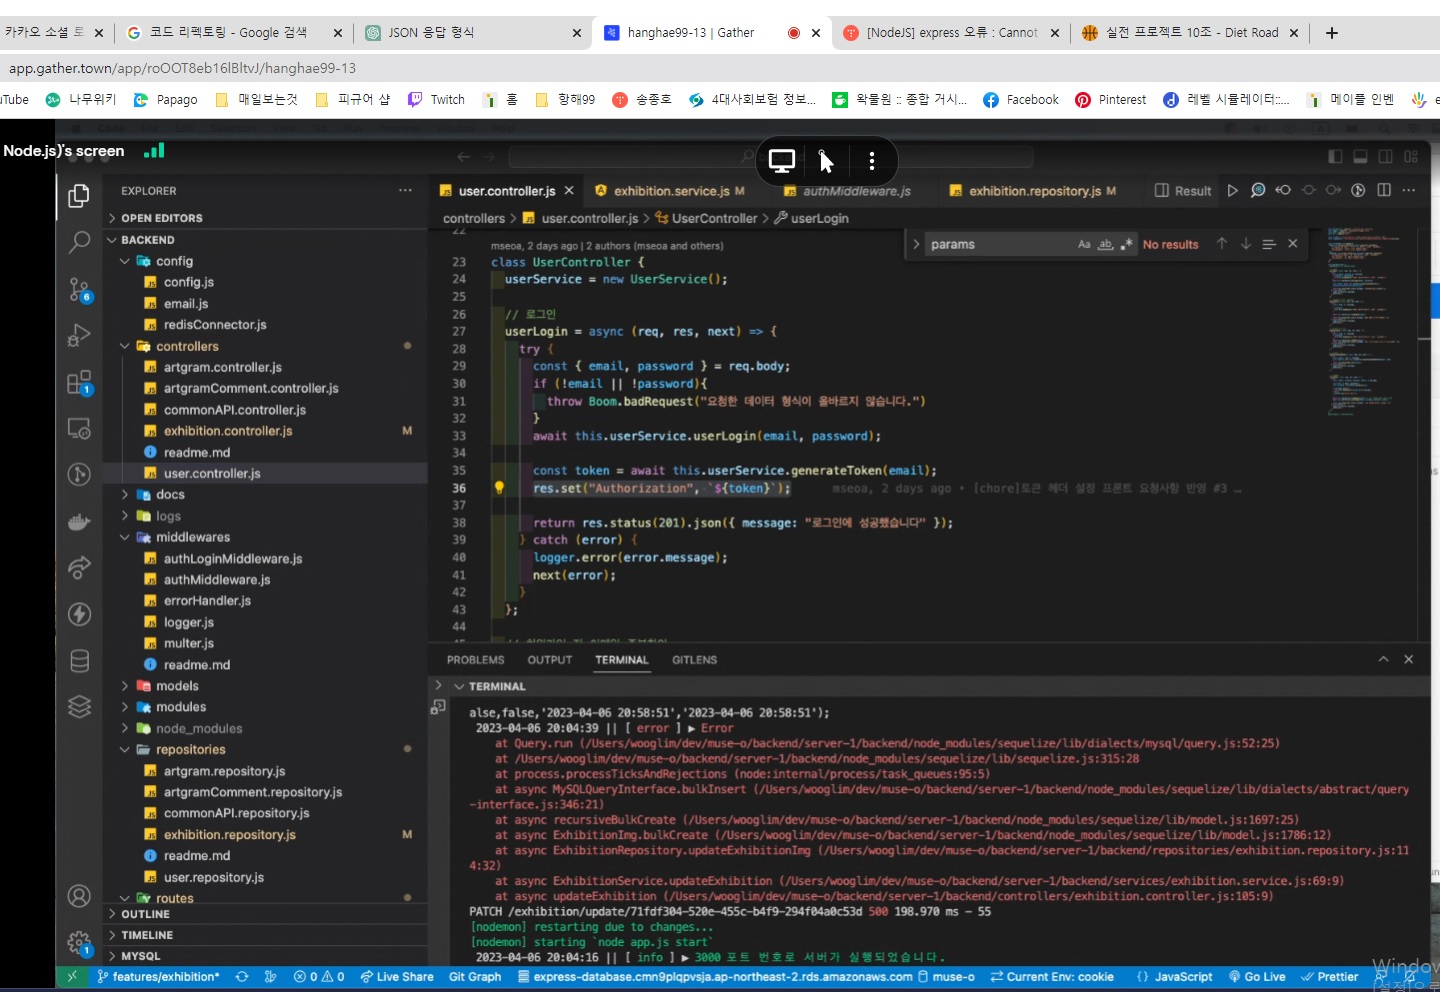 카카오 소셜 로
코드 리펙토링 - Google 검색
JSON 응답 형식
hanghae99-13 | Gather
[NodeJS] express 오류 : Cannot
실전 프로젝트 10조 - Diet Road
app.gather.town/app/roOOT8eb16lBltvJ/hanghae99-13
uTube
나무위키
Papago
매일보는것
피규어 샵
Twitch
홈
항해99
송종호
4대사회보험 정보...
왁물원 :: 종합 거시...
Facebook
Pinterest
레벨 시뮬레이터::...
메이플 인벤
Node.js)'s screen
EXPLORER
OPEN EDITORS
BACKEND
config
config.js
email.js
redisConnector.js
controllers
artgram.controller.js
artgramComment.controller.js
commonAPI.controller.js
exhibition.controller.js M
readme.md
user.controller.js
docs
logs
middlewares
authLoginMiddleware.js
authMiddleware.js
errorHandler.js
logger.js
multer.js
readme.md
models
modules
node_modules
repositories
artgram.repository.js
artgramComment.repository.js
commonAPI.repository.js
exhibition.repository.js M
readme.md
user.repository.js
routes
OUTLINE
TIMELINE
MYSQL
6
1
1
user.controller.js
exhibition.service.js M
authMiddleware.js
exhibition.repository.js M
Result
controllers > user.controller.js > UserController > userLogin
params Aa ab No results
22
mseoa, 2 days ago | 2 authors (mseoa and others)
23 class UserController {
24 userService = new UserService();
25
26 // 로그인
27 userLogin = async (req, res, next) => {
28 try {
29 const { email, password } = req.body;
30 if (!email || !password){
31 throw Boom.badRequest("요청한 데이터 형식이 올바르지 않습니다.")
32 }
33 await this.userService.userLogin(email, password);
34
35 const token = await this.userService.generateToken(email);
36 res.set("Authorization", `${token}`); mseoa, 2 days ago • [chore]토큰 헤더 설정 프론트 요청사항 반영 #3 …
37
38 return res.status(201).json({ message: "로그인에 성공했습니다" });
39 } catch (error) {
40 logger.error(error.message);
41 next(error);
42 }
43 };
44
PROBLEMS OUTPUT TERMINAL GITLENS
TERMINAL
alse,false,'2023-04-06 20:58:51','2023-04-06 20:58:51');
2023-04-06 20:04:39 || [ error ] ▶ Error
at Query.run (/Users/wooglim/dev/muse-o/backend/server-1/backend/node_modules/sequelize/lib/dialects/mysql/query.js:52:25)
at /Users/wooglim/dev/muse-o/backend/server-1/backend/node_modules/sequelize/lib/sequelize.js:315:28
at process.processTicksAndRejections (node:internal/process/task_queues:95:5)
at async MySQLQueryInterface.bulkInsert (/Users/wooglim/dev/muse-o/backend/server-1/backend/node_modules/sequelize/lib/dialects/abstract/query
-interface.js:346:21)
at async recursiveBulkCreate (/Users/wooglim/dev/muse-o/backend/server-1/backend/node_modules/sequelize/lib/model.js:1697:25)
at async ExhibitionImg.bulkCreate (/Users/wooglim/dev/muse-o/backend/server-1/backend/node_modules/sequelize/lib/model.js:1786:12)
at async ExhibitionRepository.updateExhibitionImg (/Users/wooglim/dev/muse-o/backend/server-1/backend/repositories/exhibition.repository.js:11
4:32)
at async ExhibitionService.updateExhibition (/Users/wooglim/dev/muse-o/backend/server-1/backend/services/exhibition.service.js:69:9)
at async updateExhibition (/Users/wooglim/dev/muse-o/backend/server-1/backend/controllers/exhibition.controller.js:105:9)
PATCH /exhibition/update/71fdf304-520e-455c-b4f9-294f04a0c53d 500 198.970 ms - 55
[nodemon] restarting due to changes...
[nodemon] starting `node app.js start`
2023-04-06 20:04:16 || [ info ] ▶ 3000 포트 번호로 서버가 실행되었습니다.
features/exhibition*
0 0
Live Share
Git Graph
express-database.cmn9plqpvsja.ap-northeast-2.rds.amazonaws.com
muse-o
Current Env: cookie
{} JavaScript
Go Live
Prettier